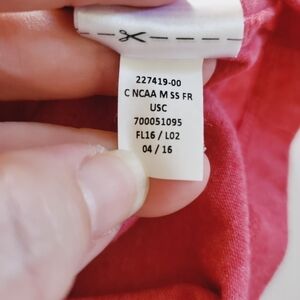 227419-00
C NCAA M SS FR
USC
700051095
FL16 / L02
04 / 16